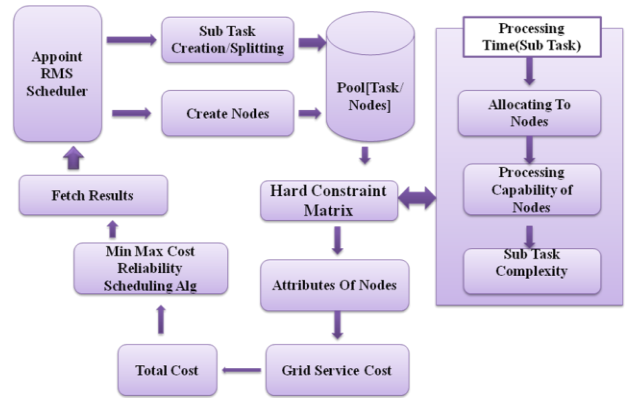 Appoint
RMS
Scheduler
Sub Task
Creation/Splitting
Create Nodes
Pool[Task/
Nodes]
Processing
Time(Sub Task)
Allocating To
Nodes
Processing
Capability of
Nodes
Sub Task
Complexity
Hard Constraint
Matrix
Attributes Of Nodes
Grid Service Cost
Total Cost
Min Max Cost
Reliability
Scheduling Alg
Fetch Results